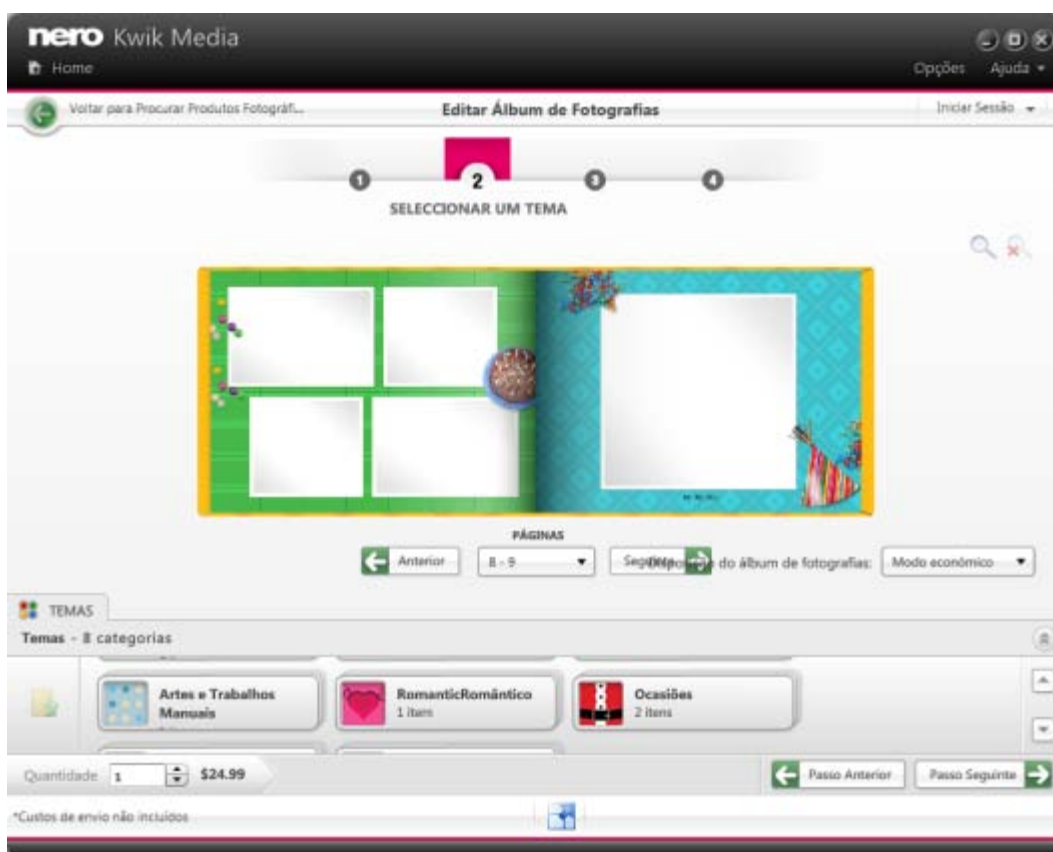 nero Kwik Media
Home
Opções Ajuda
Voltar para Procurar Produtos Fotográfi...
Editar Álbum de Fotografias
Iniciar Sessão
1 2 3 4
SELECCIONAR UM TEMA
PÁGINAS
Anterior
8 - 9
Seguinte
Disposição do álbum de fotografias:
Modo económico
TEMAS
Temas - 8 categorias
Artes e Trabalhos
Manuais
RomanticRomântico
1 item
Ocasiões
2 itens
Quantidade 1 $24.99
Passo Anterior
Passo Seguinte
*Custos de envio não incluídos